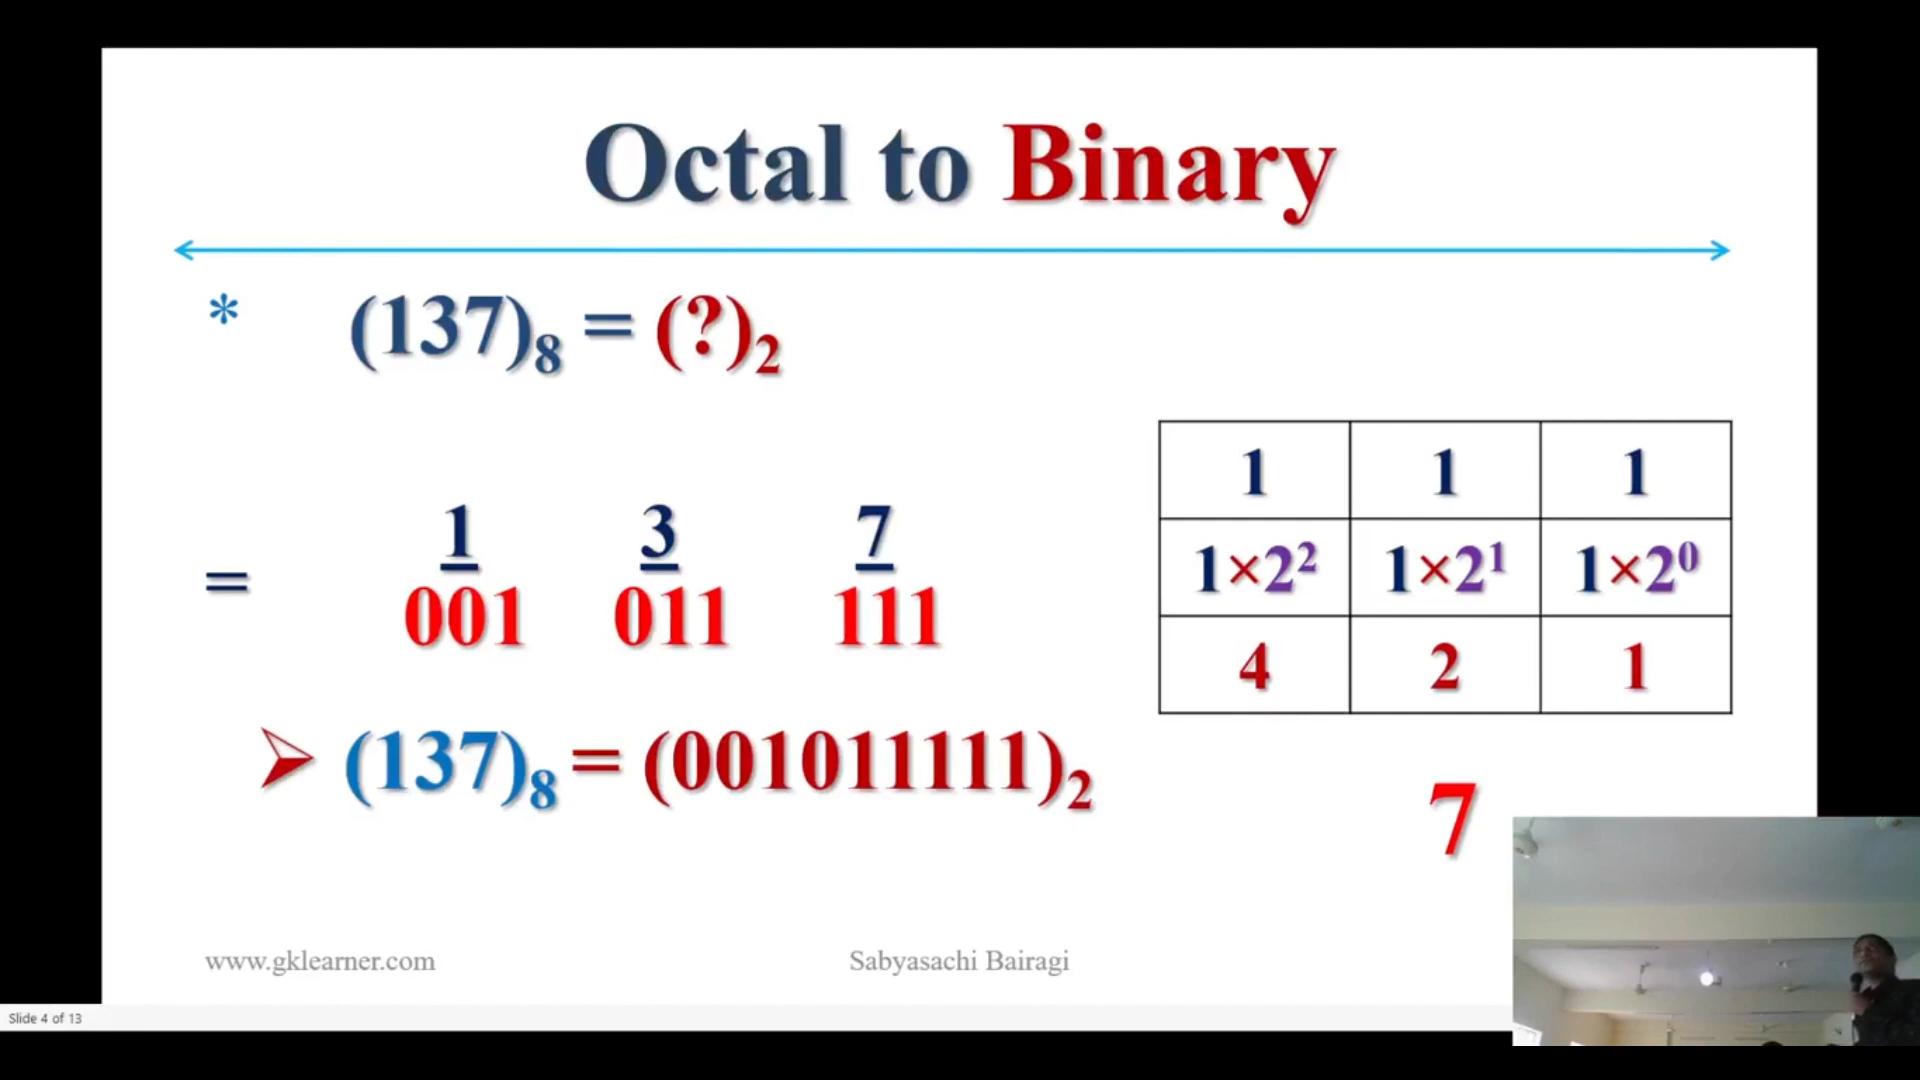 Octal to Binary
* (137)₈ = (?)₂
1 1 1
1×2² 1×2¹ 1×2⁰
4 2 1
1 3 7
= 001 011 111
➢ (137)₈ = (001011111)₂
7
www.gklearner.com Sabyasachi Bairagi
Slide 4 of 13